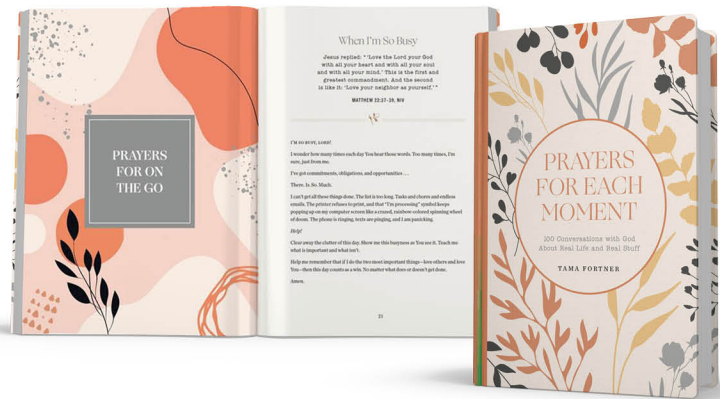 PRAYERS
FOR ON
THE GO
When I'm So Busy
Jesus replied: "'Love the Lord your God
with all your heart and with all your soul
and with all your mind.' This is the first and
greatest commandment. And the second
is like it: 'Love your neighbor as yourself.'"
MATTHEW 22:37–39, NIV
I'M SO BUSY, LORD!
I wonder how many times each day You hear those words. Too many times, I'm
sure, just from me.
I've got commitments, obligations, and opportunities . . .
There. Is. So. Much.
I can't get all these things done. The list is too long. Tasks and chores and endless
emails. The printer refuses to print, and that "I'm processing" symbol keeps
popping up on my computer screen like a crazed, rainbow-colored spinning wheel
of doom. The phone is ringing, texts are pinging, and I am panicking.
Help!
Clear away the clutter of this day. Show me this busyness as You see it. Teach me
what is important and what isn't.
Help me remember that if I do the two most important things—love others and love
You—then this day counts as a win. No matter what does or doesn't get done.
Amen.
21
PRAYERS
FOR EACH
MOMENT
100 Conversations with God
About Real Life and Real Stuff
TAMA FORTNER